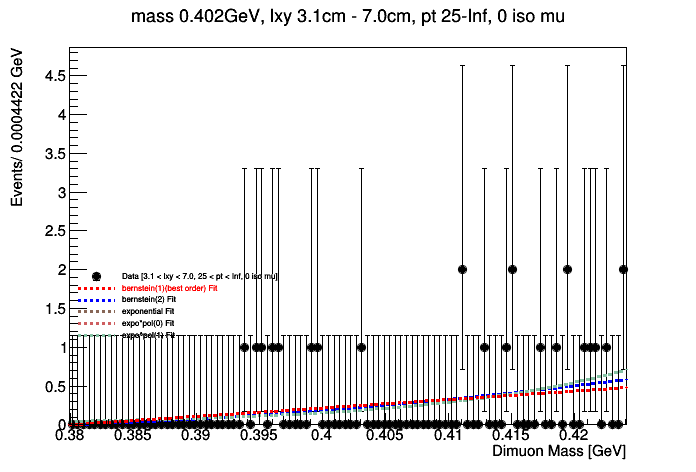 mass 0.402GeV, lxy 3.1cm - 7.0cm, pt 25-Inf, 0 iso mu
Events/ 0.0004422 GeV
4.5
4
3.5
3
2.5
2
1.5
1
0.5
0
Data [3.1 < lxy < 7.0, 25 < pt < Inf, 0 iso mu]
bernstein(1)(best order) Fit
bernstein(2) Fit
exponential Fit
expo*pol(0) Fit
expo*pol(1) Fit
0.38 0.385 0.39 0.395 0.4 0.405 0.41 0.415 0.42
Dimuon Mass [GeV]